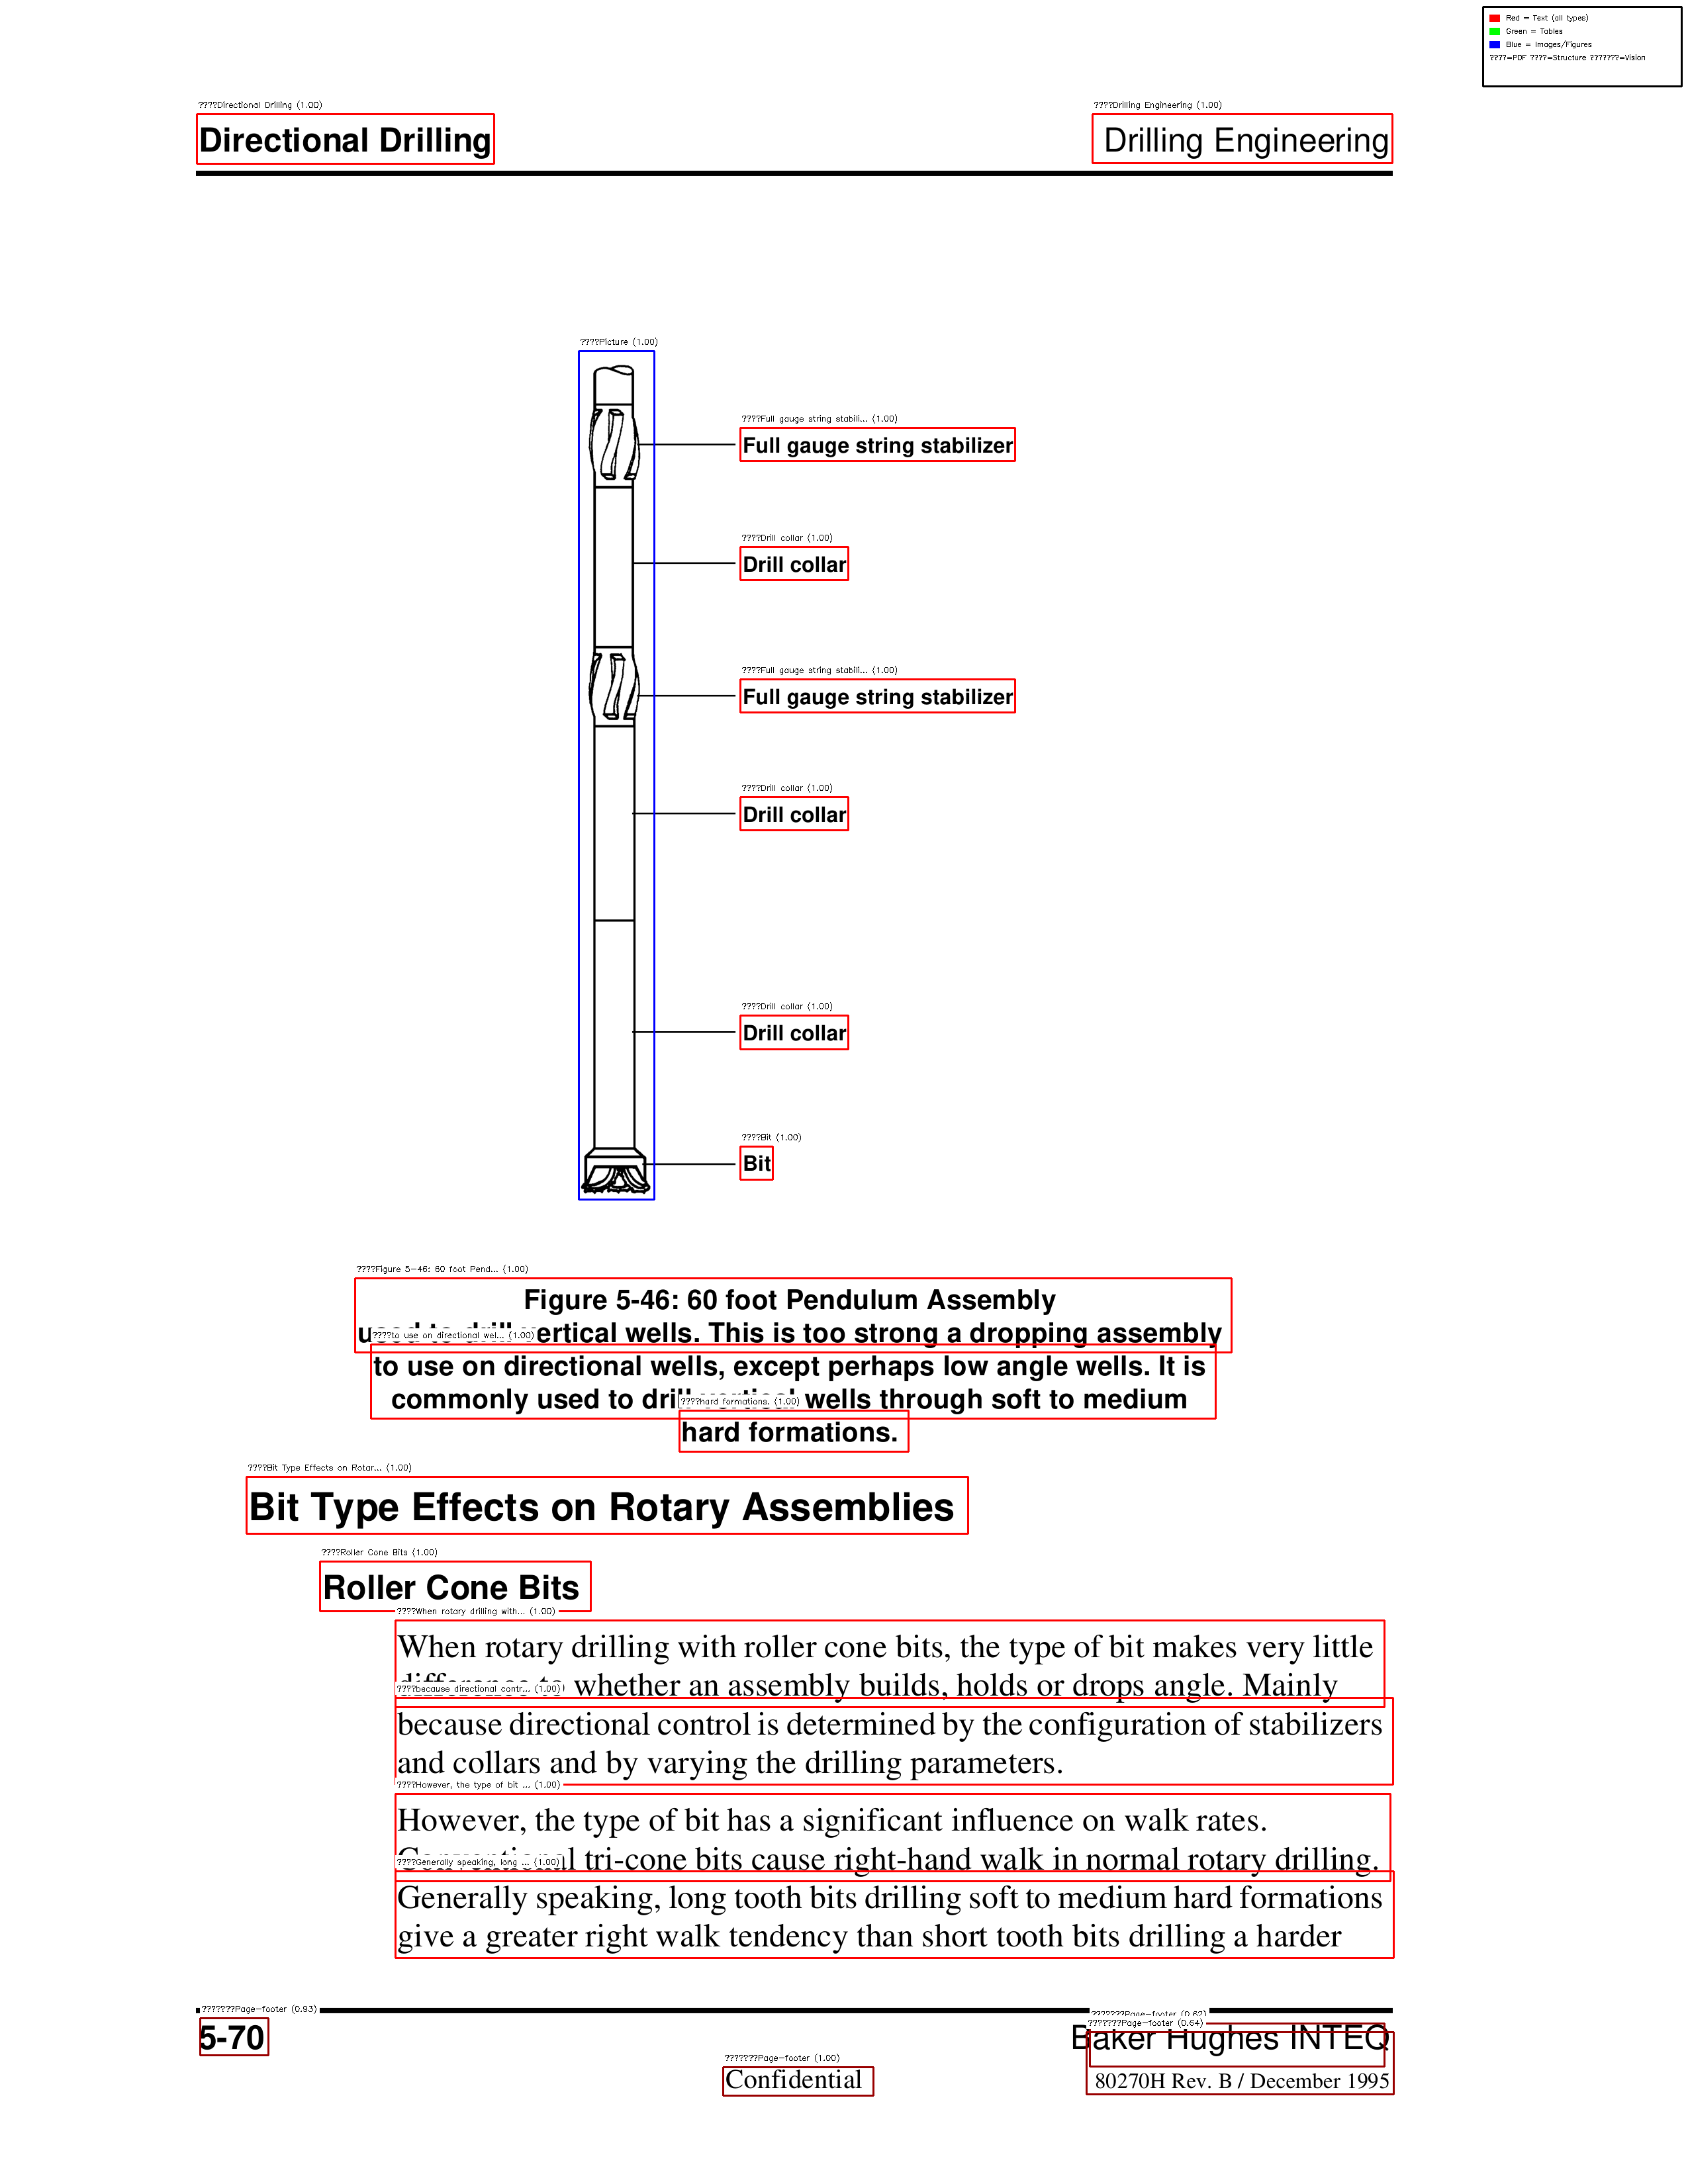 Red = Text (all types)
Green = Tables
Blue = Images/Figures
????=PDF ????=Structure ???????=Vision
????Directional Drilling (1.00)
????Drilling Engineering (1.00)
Directional Drilling
Drilling Engineering
????Picture (1.00)
????Full gauge string stabili... (1.00)
Full gauge string stabilizer
????Drill collar (1.00)
Drill collar
????Full gauge string stabili... (1.00)
Full gauge string stabilizer
????Drill collar (1.00)
Drill collar
????Drill collar (1.00)
Drill collar
????Bit (1.00)
Bit
????Figure 5-46: 60 foot Pend... (1.00)
Figure 5-46: 60 foot Pendulum Assembly
used to drill vertical wells. This is too strong a dropping assembly
????to use on directional wel... (1.00)
to use on directional wells, except perhaps low angle wells. It is
commonly used to drill vertical wells through soft to medium
????hard formations. (1.00)
hard formations.
????Bit Type Effects on Rotar... (1.00)
Bit Type Effects on Rotary Assemblies
????Roller Cone Bits (1.00)
Roller Cone Bits
????When rotary drilling with... (1.00)
When rotary drilling with roller cone bits, the type of bit makes very little
difference to whether an assembly builds, holds or drops angle. Mainly
????because directional contr... (1.00)
because directional control is determined by the configuration of stabilizers
and collars and by varying the drilling parameters.
????However, the type of bit ... (1.00)
However, the type of bit has a significant influence on walk rates.
Conventional tri-cone bits cause right-hand walk in normal rotary drilling.
????Generally speaking, long ... (1.00)
Generally speaking, long tooth bits drilling soft to medium hard formations
give a greater right walk tendency than short tooth bits drilling a harder
???????Page-footer (0.93)
???????Page-footer (0.62)
???????Page-footer (0.64)
5-70
Baker Hughes INTEQ
???????Page-footer (1.00)
Confidential
80270H Rev. B / December 1995